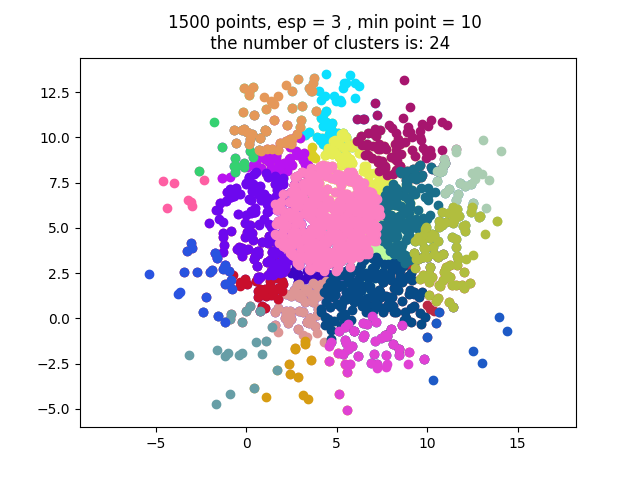 1500 points, esp = 3 , min point = 10
the number of clusters is: 24
12.5
10.0
7.5
5.0
2.5
0.0
−2.5
−5.0
−5 0 5 10 15